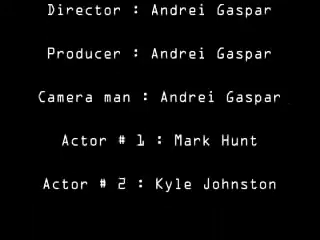 Director : Andrei Gaspar
Producer : Andrei Gaspar
Camera man : Andrei Gaspar
Actor # 1 : Mark Hunt
Actor # 2 : Kyle Johnston